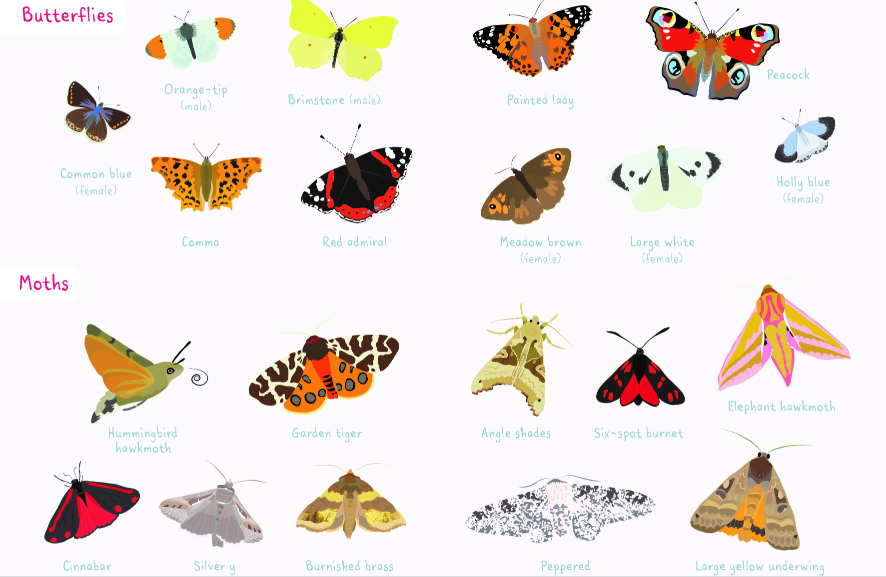 Butterflies
Orange-tip
(male)
Brimstone (male)
Painted lady
Peacock
Common blue
(female)
Comma
Red admiral
Meadow brown
(female)
Large white
(female)
Holly blue
(female)
Moths
Hummingbird
hawkmoth
Garden tiger
Angle shades
Six-spot burnet
Elephant hawkmoth
Cinnabar
Silver y
Burnished brass
Peppered
Large yellow underwing